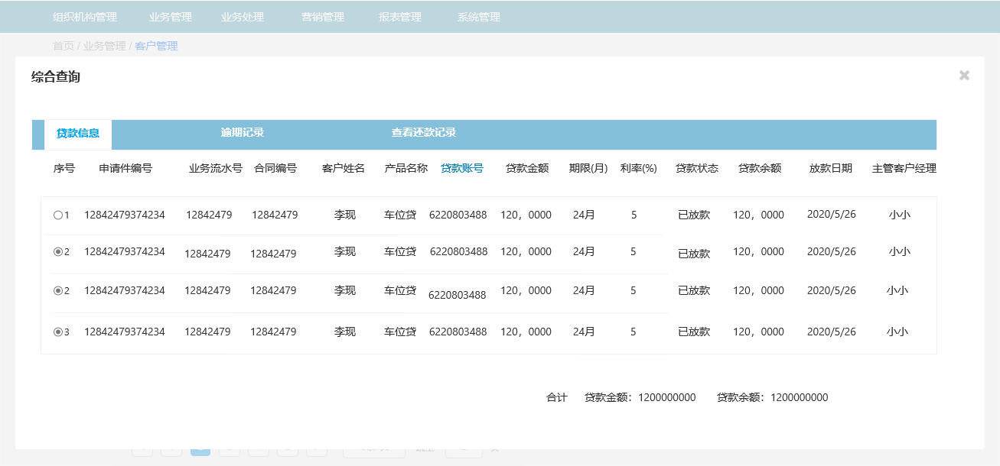 组织机构管理 业务管理 业务处理 营销管理 报表管理 系统管理
首页 / 业务管理 / 客户管理
综合查询
贷款信息 逾期记录 查看还款记录
序号 申请件编号 业务流水号 合同编号 客户姓名 产品名称 贷款账号 贷款金额 期限(月) 利率(%) 贷款状态 贷款余额 放款日期 主管客户经理
1 12842479374234 12842479 12842479 李现 车位贷 6220803488 120，0000 24月 5 已放款 120，0000 2020/5/26 小小
2 12842479374234 12842479 12842479 李现 车位贷 6220803488 120，0000 24月 5 已放款 120，0000 2020/5/26 小小
2 12842479374234 12842479 12842479 李现 车位贷 6220803488 120，0000 24月 5 已放款 120，0000 2020/5/26 小小
3 12842479374234 12842479 12842479 李现 车位贷 6220803488 120，0000 24月 5 已放款 120，0000 2020/5/26 小小
合计 贷款金额：1200000000 贷款余额：1200000000